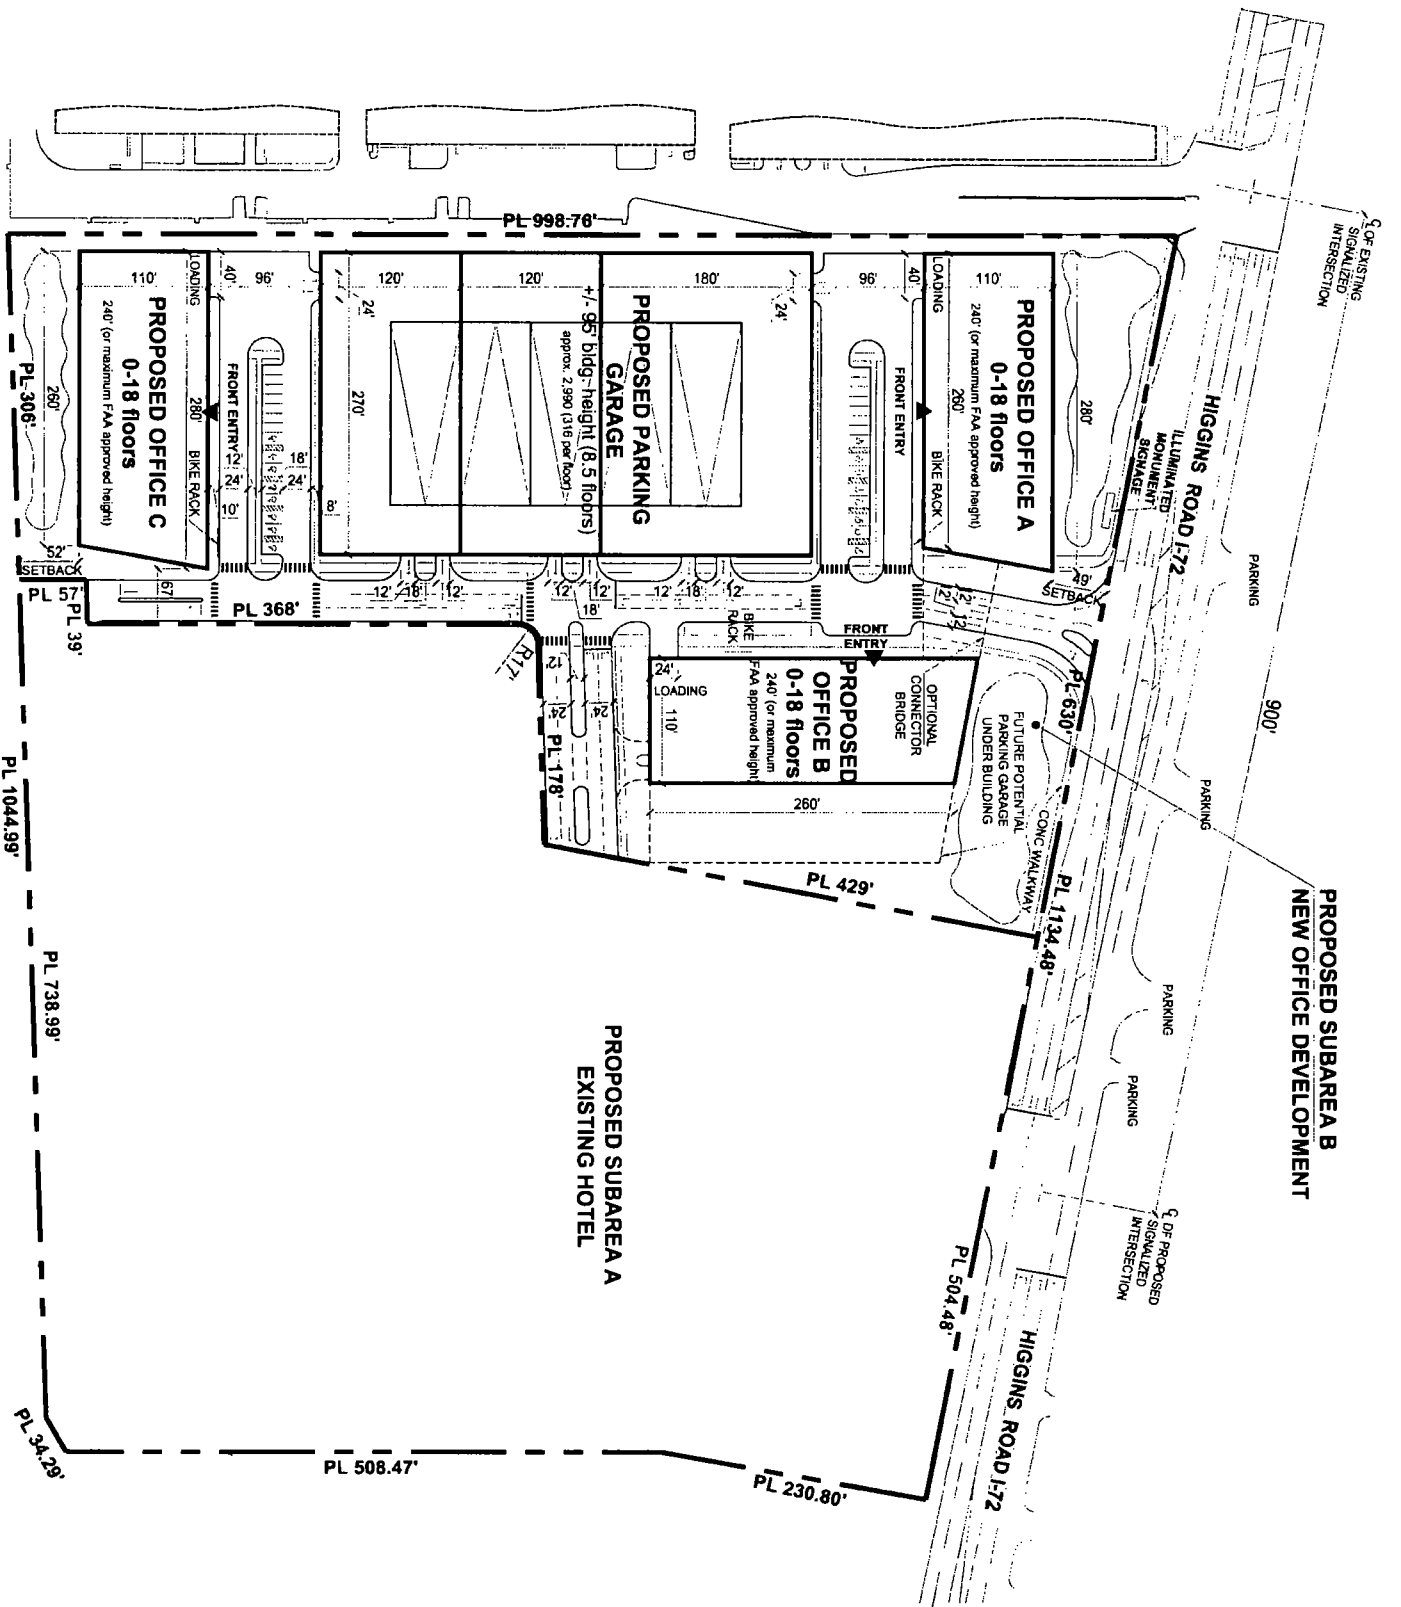 ℄ OF EXISTING
SIGNALIZED
INTERSECTION
HIGGINS ROAD I-72
ILLUMINATED
MONUMENT
SIGNAGE
PARKING
900'
PARKING
PARKING
PARKING
PROPOSED SUBAREA B
NEW OFFICE DEVELOPMENT
℄ OF PROPOSED
SIGNALIZED
INTERSECTION
HIGGINS ROAD I-72
PL 998.76'
110'
280'
PROPOSED OFFICE A
0-18 floors
240' (or maximum FAA approved height)
260'
LOADING
BIKE RACK
40'
96'
FRONT ENTRY
49'
SETBACK
12'
12'
12'
180'
120'
120'
24'
24'
PROPOSED PARKING
GARAGE
+/- 95' bldg. height (8.5 floors)
approx. 2,990 (316 per floor)
270'
8'
96'
40'
18'
24'
12'
24'
10'
FRONT ENTRY
LOADING
280'
BIKE RACK
110'
PROPOSED OFFICE C
0-18 floors
240' (or maximum FAA approved height)
260'
PL 306'
52'
SETBACK
PL 57'
PL 39'
67'
PL 368'
12'
18'
12'
12'
18'
12'
12'
18'
12'
R17'
BIKE
RACK
FRONT
ENTRY
PL 630'
OPTIONAL
CONNECTOR
BRIDGE
PROPOSED
OFFICE B
0-18 floors
240' (or maximum
FAA approved height)
24'
LOADING
110'
260'
FUTURE POTENTIAL
PARKING GARAGE
UNDER BUILDING
CONC WALKWAY
12'
24'
24'
PL 178'
PL 429'
PL 1134.48'
PL 504.48'
PROPOSED SUBAREA A
EXISTING HOTEL
PL 1044.99'
PL 738.99'
PL 34.29'
PL 508.47'
PL 230.80'